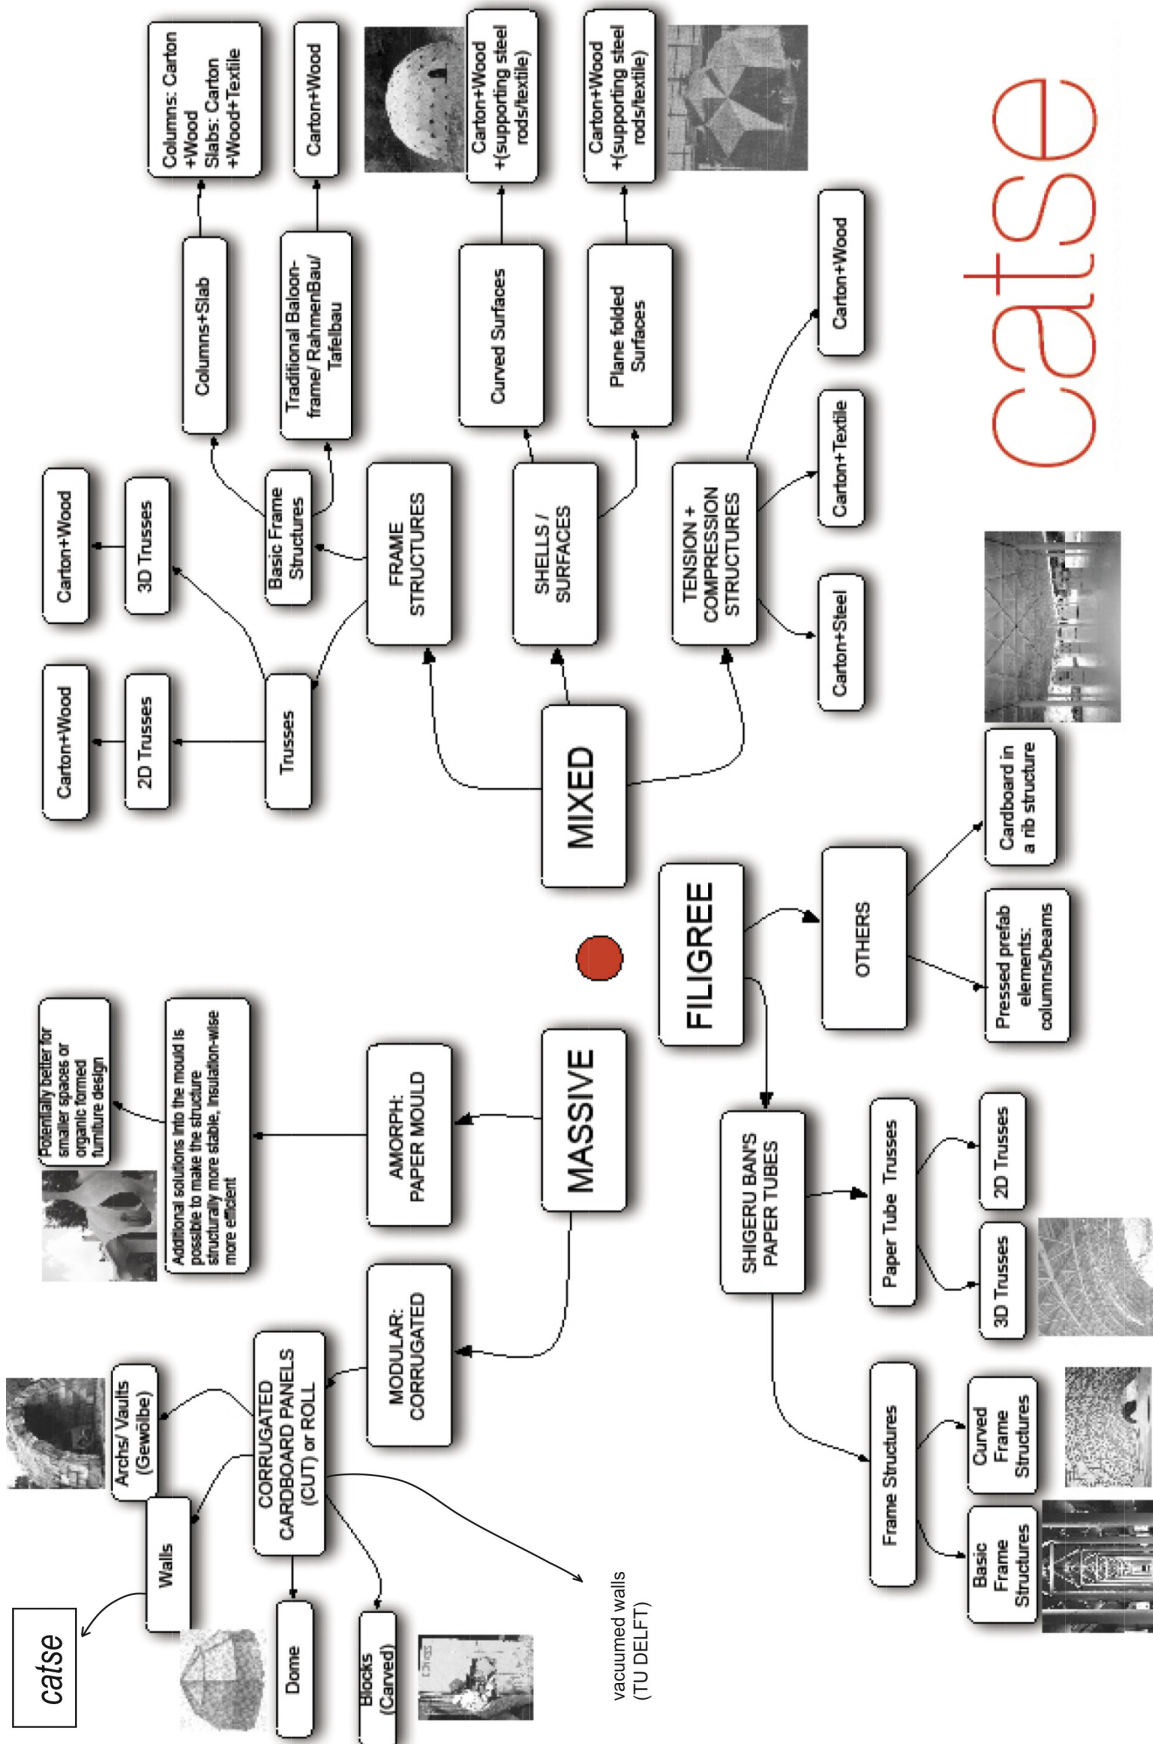 catse
Walls
Archs/ Vaults
(Gewölbe)
Dome
Blocks
(Carved)
CORRUGATED
CARDBOARD PANELS
(CUT) or ROLL
vacuumed walls
(TU DELFT)
MODULAR:
CORRUGATED
Potentially better for
smaller spaces or
organic formed
furniture design
Additional solutions into the mould is
possible to make the structure
structurally more stable, insulation-wise
more efficient
AMORPH:
PAPER MOULD
MASSIVE
Carton+Wood
2D Trusses
Trusses
Carton+Wood
3D Trusses
Basic Frame
Structures
Columns+Slab
Columns: Carton
+Wood
Slabs: Carton
+Wood+Textile
Traditional Baloon-
frame/ RahmenBau/
Tafelbau
Carton+Wood
FRAME
STRUCTURES
MIXED
SHELLS /
SURFACES
Curved Surfaces
Carton+Wood
+(supporting steel
rods/textile)
Plane folded
Surfaces
Carton+Wood
+(supporting steel
rods/textile)
TENSION +
COMPRESSION
STRUCTURES
Carton+Steel
Carton+Textile
Carton+Wood
FILIGREE
SHIGERU BAN'S
PAPER TUBES
Frame Structures
Basic
Frame
Structures
Curved
Frame
Structures
Paper Tube Trusses
3D Trusses
2D Trusses
OTHERS
Pressed prefab
elements:
columns/beams
Cardboard in
a rib structure
catse